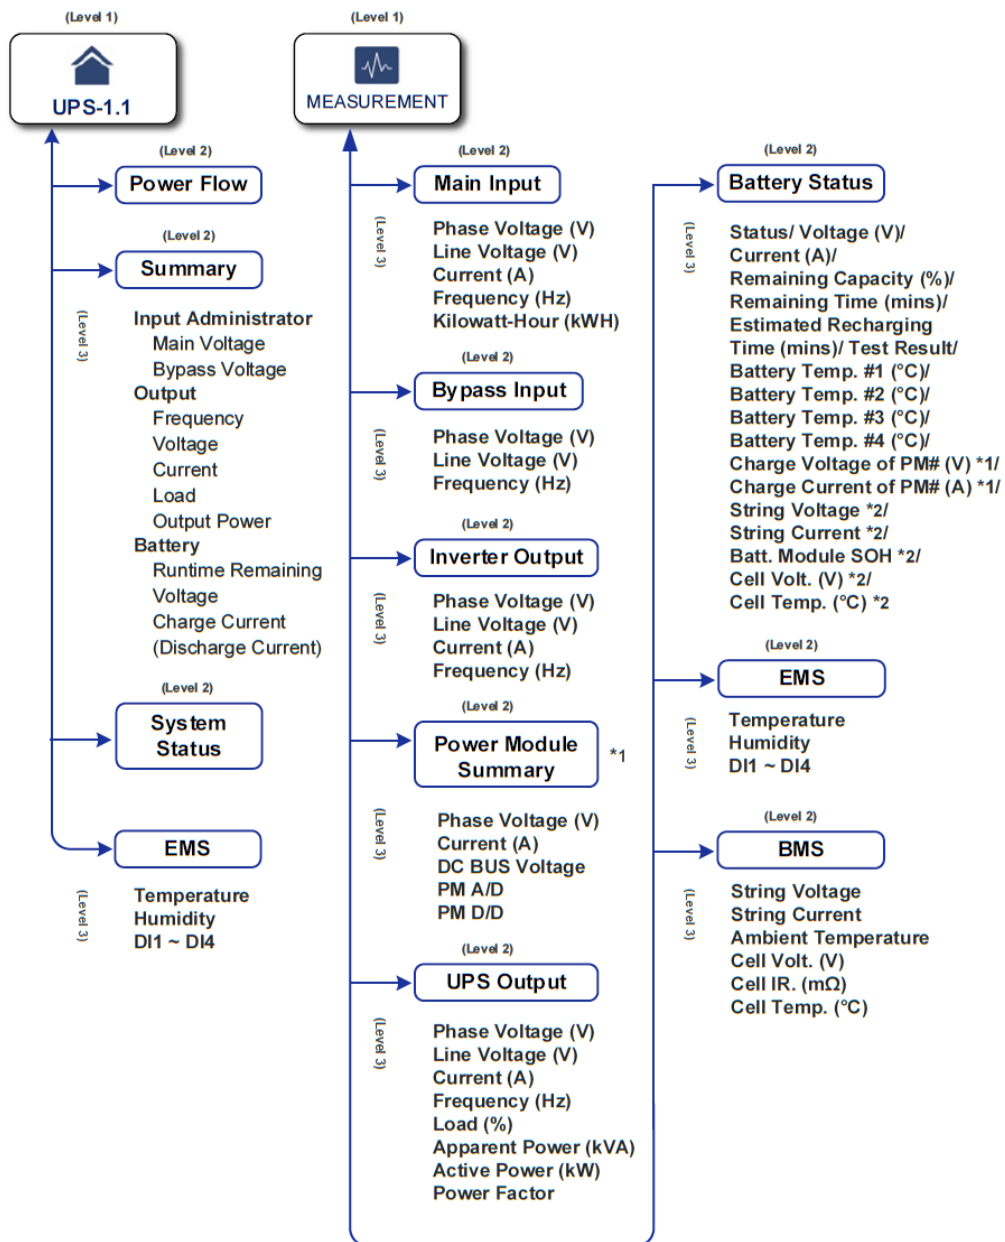 (Level 1)
UPS-1.1
(Level 2)
Power Flow
(Level 2)
Summary
(Level 3)
Input Administrator
Main Voltage
Bypass Voltage
Output
Frequency
Voltage
Current
Load
Output Power
Battery
Runtime Remaining
Voltage
Charge Current
(Discharge Current)
(Level 2)
System
Status
(Level 2)
EMS
(Level 3)
Temperature
Humidity
DI1 ~ DI4
(Level 1)
MEASUREMENT
(Level 2)
Main Input
(Level 3)
Phase Voltage (V)
Line Voltage (V)
Current (A)
Frequency (Hz)
Kilowatt-Hour (kWH)
(Level 2)
Bypass Input
(Level 3)
Phase Voltage (V)
Line Voltage (V)
Frequency (Hz)
(Level 2)
Inverter Output
(Level 3)
Phase Voltage (V)
Line Voltage (V)
Current (A)
Frequency (Hz)
(Level 2)
Power Module
Summary
*1
(Level 3)
Phase Voltage (V)
Current (A)
DC BUS Voltage
PM A/D
PM D/D
(Level 2)
UPS Output
(Level 3)
Phase Voltage (V)
Line Voltage (V)
Current (A)
Frequency (Hz)
Load (%)
Apparent Power (kVA)
Active Power (kW)
Power Factor
(Level 2)
Battery Status
(Level 3)
Status/ Voltage (V)/
Current (A)/
Remaining Capacity (%)/
Remaining Time (mins)/
Estimated Recharging
Time (mins)/ Test Result/
Battery Temp. #1 (°C)/
Battery Temp. #2 (°C)/
Battery Temp. #3 (°C)/
Battery Temp. #4 (°C)/
Charge Voltage of PM# (V) *1/
Charge Current of PM# (A) *1/
String Voltage *2/
String Current *2/
Batt. Module SOH *2/
Cell Volt. (V) *2/
Cell Temp. (°C) *2
(Level 2)
EMS
(Level 3)
Temperature
Humidity
DI1 ~ DI4
(Level 2)
BMS
(Level 3)
String Voltage
String Current
Ambient Temperature
Cell Volt. (V)
Cell IR. (mΩ)
Cell Temp. (°C)